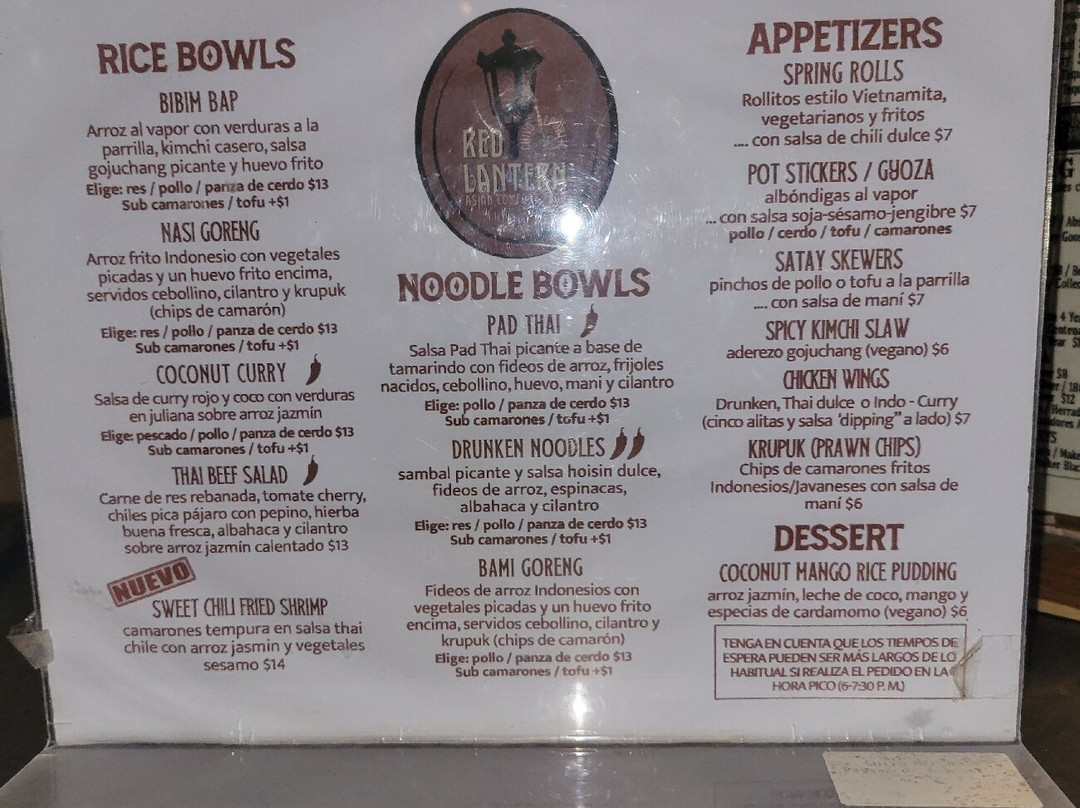 RICE BOWLS
BIBIM BAP
Arroz al vapor con verduras a la
parrilla, kimchi casero, salsa
gojuchang picante y huevo frito
Elige: res / pollo / panza de cerdo $13
Sub camarones / tofu +$1
NASI GORENG
Arroz frito Indonesio con vegetales
picadas y un huevo frito encima,
servidos cebollino, cilantro y krupuk
(chips de camarón)
Elige: res / pollo / panza de cerdo $13
Sub camarones / tofu +$1
COCONUT CURRY
Salsa de curry rojo y coco con verduras
en juliana sobre arroz jazmín
Elige: pescado / pollo / panza de cerdo $13
Sub camarones / tofu +$1
THAI BEEF SALAD
Carne de res rebanada, tomate cherry,
chiles pica pájaro con pepino, hierba
buena fresca, albahaca y cilantro
sobre arroz jazmín calentado $13
NUEVO
SWEET CHILI FRIED SHRIMP
camarones tempura en salsa thai
chile con arroz jasmin y vegetales
sesamo $14
RED
LANTERN
ASIAN
NOODLE BOWLS
PAD THAI
Salsa Pad Thai picante a base de
tamarindo con fideos de arroz, frijoles
nacidos, cebollino, huevo, mani y cilantro
Elige: pollo / panza de cerdo $13
Sub camarones / tofu +$1
DRUNKEN NOODLES
sambal picante y salsa hoisin dulce,
fideos de arroz, espinacas,
albahaca y cilantro
Elige: res / pollo / panza de cerdo $13
Sub camarones / tofu +$1
BAMI GORENG
Fideos de arroz Indonesios con
vegetales picadas y un huevo frito
encima, servidos cebollino, cilantro y
krupuk (chips de camarón)
Elige: pollo / panza de cerdo $13
Sub camarones / tofu +$1
APPETIZERS
SPRING ROLLS
Rollitos estilo Vietnamita,
vegetarianos y fritos
.... con salsa de chili dulce $7
POT STICKERS / GYOZA
albóndigas al vapor
... con salsa soja-sésamo-jengibre $7
pollo / cerdo / tofu / camarones
SATAY SKEWERS
pinchos de pollo o tofu a la parrilla
.... con salsa de maní $7
SPICY KIMCHI SLAW
aderezo gojuchang (vegano) $6
CHICKEN WINGS
Drunken, Thai dulce o Indo - Curry
(cinco alitas y salsa 'dipping" a lado) $7
KRUPUK (PRAWN CHIPS)
Chips de camarones fritos
Indonesios/Javaneses con salsa de
maní $6
DESSERT
COCONUT MANGO RICE PUDDING
arroz jazmín, leche de coco, mango y
especias de cardamomo (vegano) $6
TENGA EN CUENTA QUE LOS TIEMPOS DE
ESPERA PUEDEN SER MÁS LARGOS DE LO
HABITUAL SI REALIZA EL PEDIDO EN LA
HORA PICO (6-7:30 P. M.)